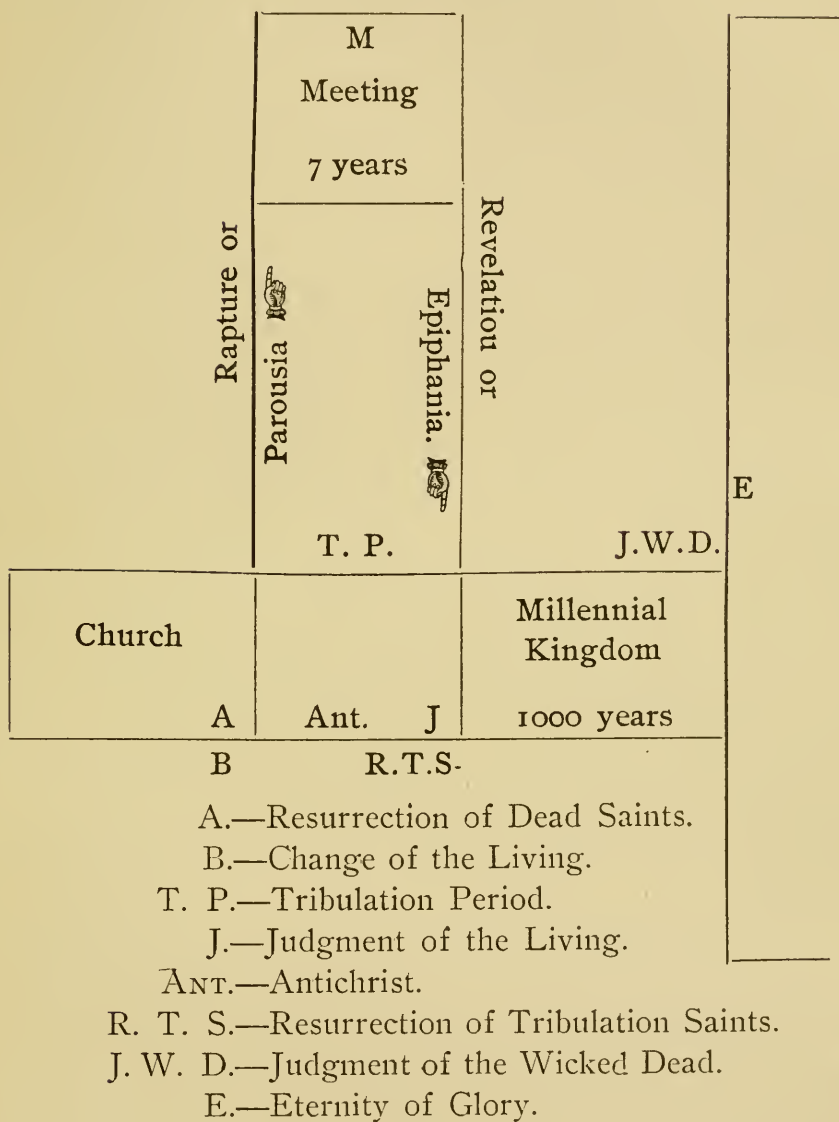 M
Meeting
7 years
Rapture or
Parousia
Epiphania.
Revelatiou or
T. P.
J.W.D.
E
Church
A
Ant.
J
Millennial
Kingdom
1000 years
B
R.T.S-
A.—Resurrection of Dead Saints.
B.—Change of the Living.
T. P.—Tribulation Period.
J.—Judgment of the Living.
ANT.—Antichrist.
R. T. S.—Resurrection of Tribulation Saints.
J. W. D.—Judgment of the Wicked Dead.
E.—Eternity of Glory.